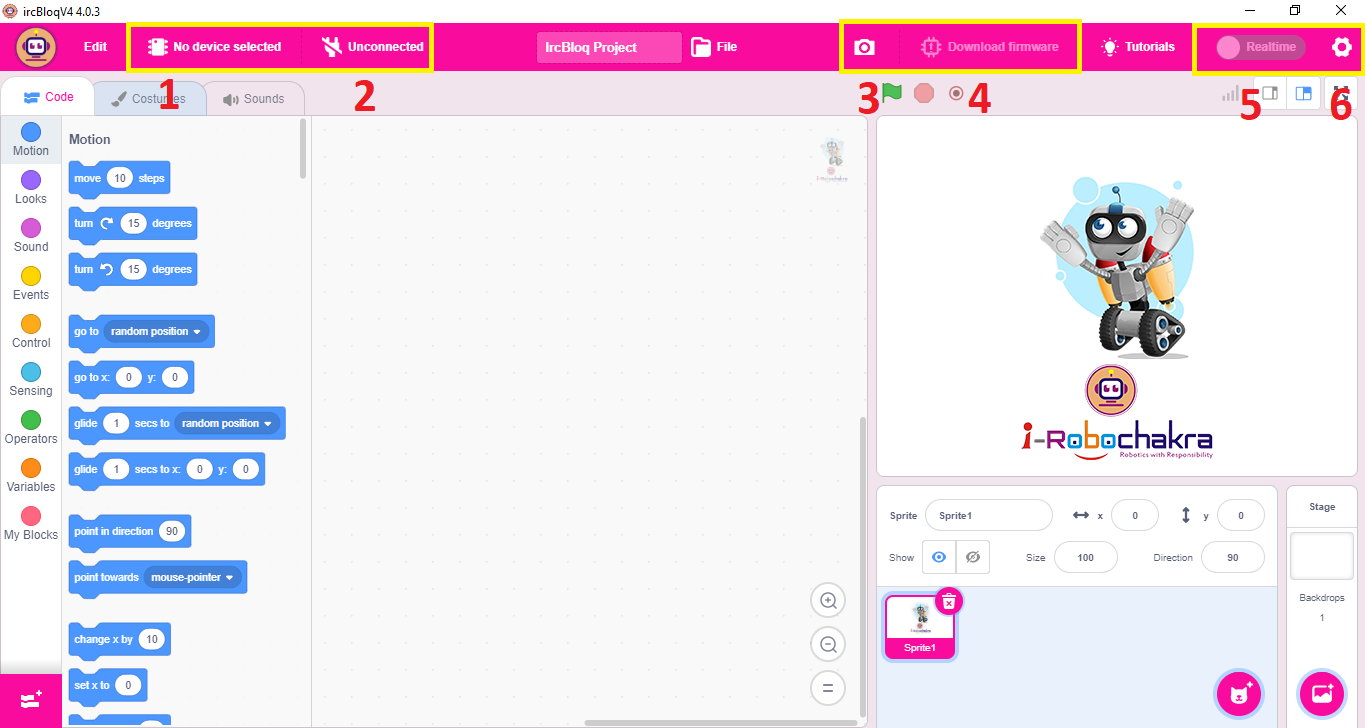 ircBloqV4 4.0.3
Edit
No device selected
Unconnected
IrcBloq Project
File
Download firmware
Tutorials
Realtime
1
2
3
4
5
6
Code
Costumes
Sounds
Motion
Looks
Sound
Events
Control
Sensing
Operators
Variables
My Blocks
Motion
move 10 steps
turn 15 degrees
turn 15 degrees
go to random position
go to x: 0 y: 0
glide 1 secs to random position
glide 1 secs to x: 0 y: 0
point in direction 90
point towards mouse-pointer
change x by 10
set x to 0
i-Robochakra
Robotics with Responsibility
Sprite Sprite1 x 0 y 0
Show Size 100 Direction 90
Sprite1
Stage
Backdrops
1